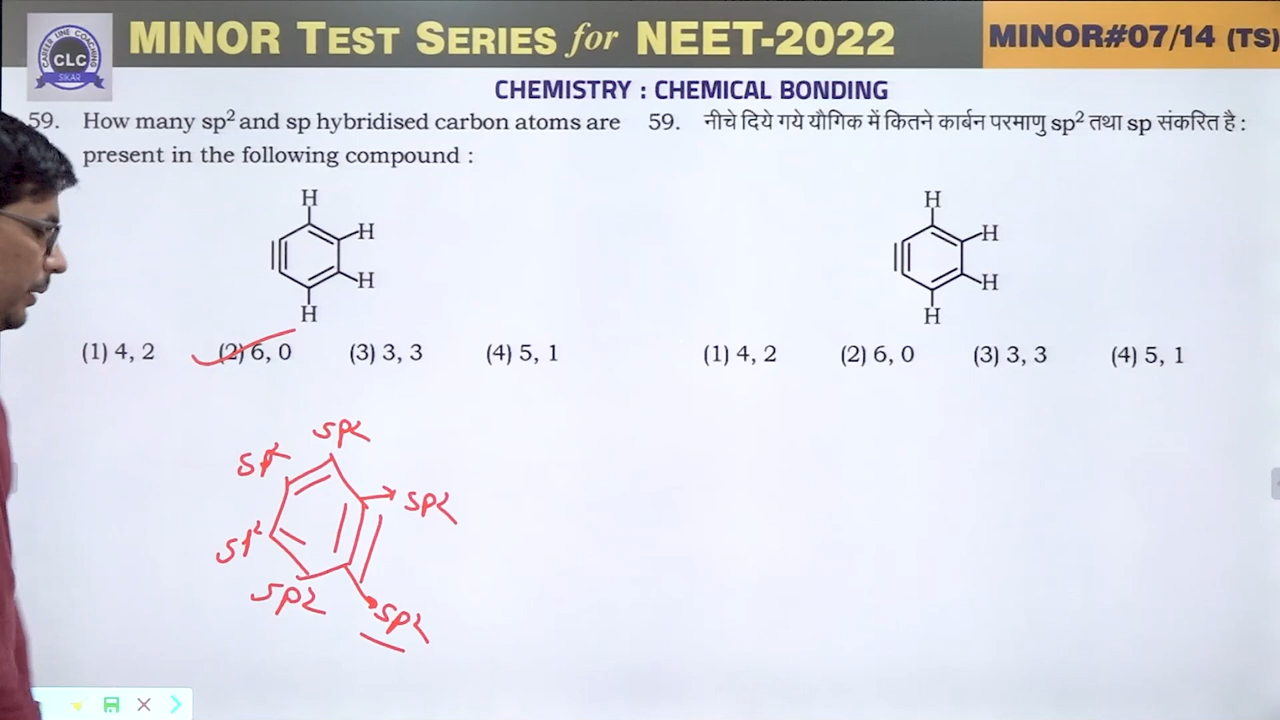 MINOR TEST SERIES for NEET-2022
MINOR#07/14 (TS)
CAREER LINE COACHING
CLC
SIKAR
CHEMISTRY : CHEMICAL BONDING
59. How many sp² and sp hybridised carbon atoms are
present in the following compound :
H
H
H
H
(1) 4, 2 (2) 6, 0 (3) 3, 3 (4) 5, 1
59. नीचे दिये गये यौगिक में कितने कार्बन परमाणु sp² तथा sp संकरित है :
H
H
H
H
(1) 4, 2 (2) 6, 0 (3) 3, 3 (4) 5, 1
sp2
sp2
sp2
sp2
sp2
sp2